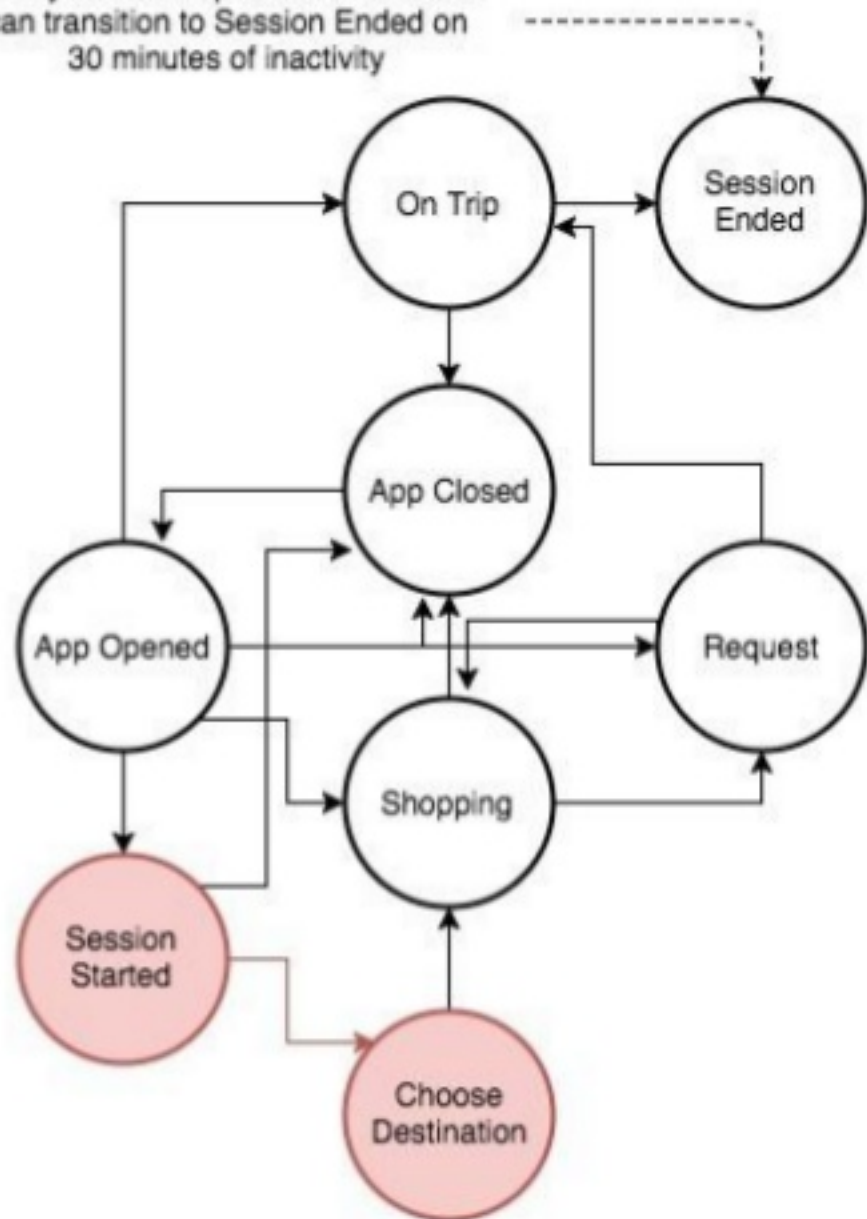 an transition to Session Ended on
30 minutes of inactivity
On Trip
Session
Ended
App Closed
App Opened
Request
Shopping
Session
Started
Choose
Destination